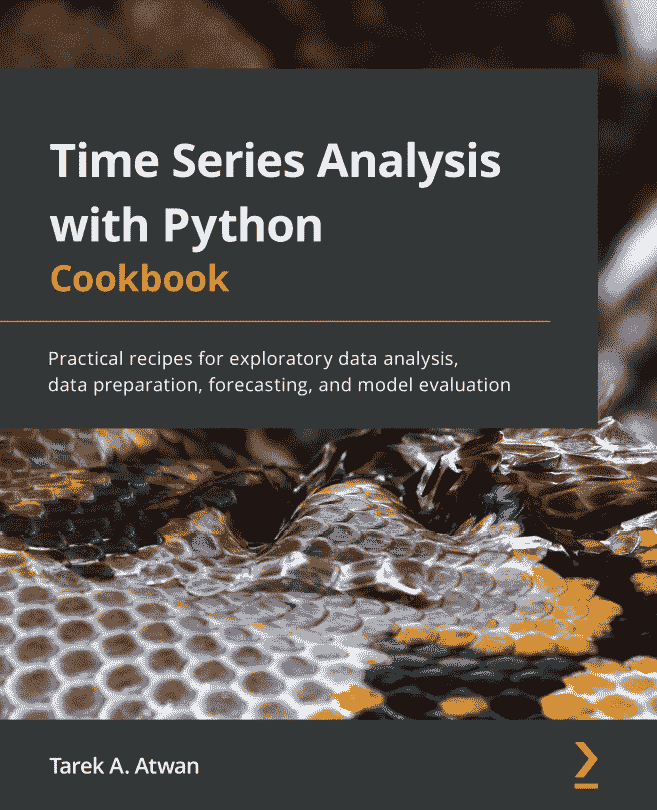 Time Series Analysis
with Python
Cookbook
Practical recipes for exploratory data analysis,
data preparation, forecasting, and model evaluation
Tarek A. Atwan